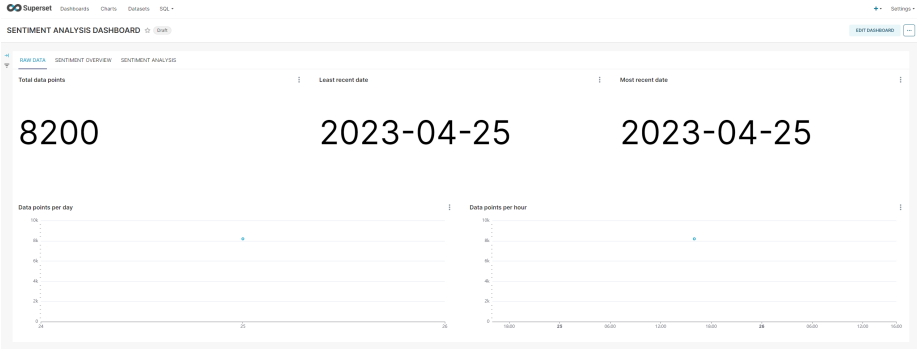 Superset Dashboards Charts Datasets SQL Settings
SENTIMENT ANALYSIS DASHBOARD Draft EDIT DASHBOARD
RAW DATA SENTIMENT OVERVIEW SENTIMENT ANALYSIS
Total data points
8200
Least recent date
2023-04-25
Most recent date
2023-04-25
Data points per day
10k
8k
6k
4k
2k
0
24 25 26
Data points per hour
10k
8k
6k
4k
2k
0
18:00 25 06:00 12:00 18:00 26 06:00 12:00 18:00